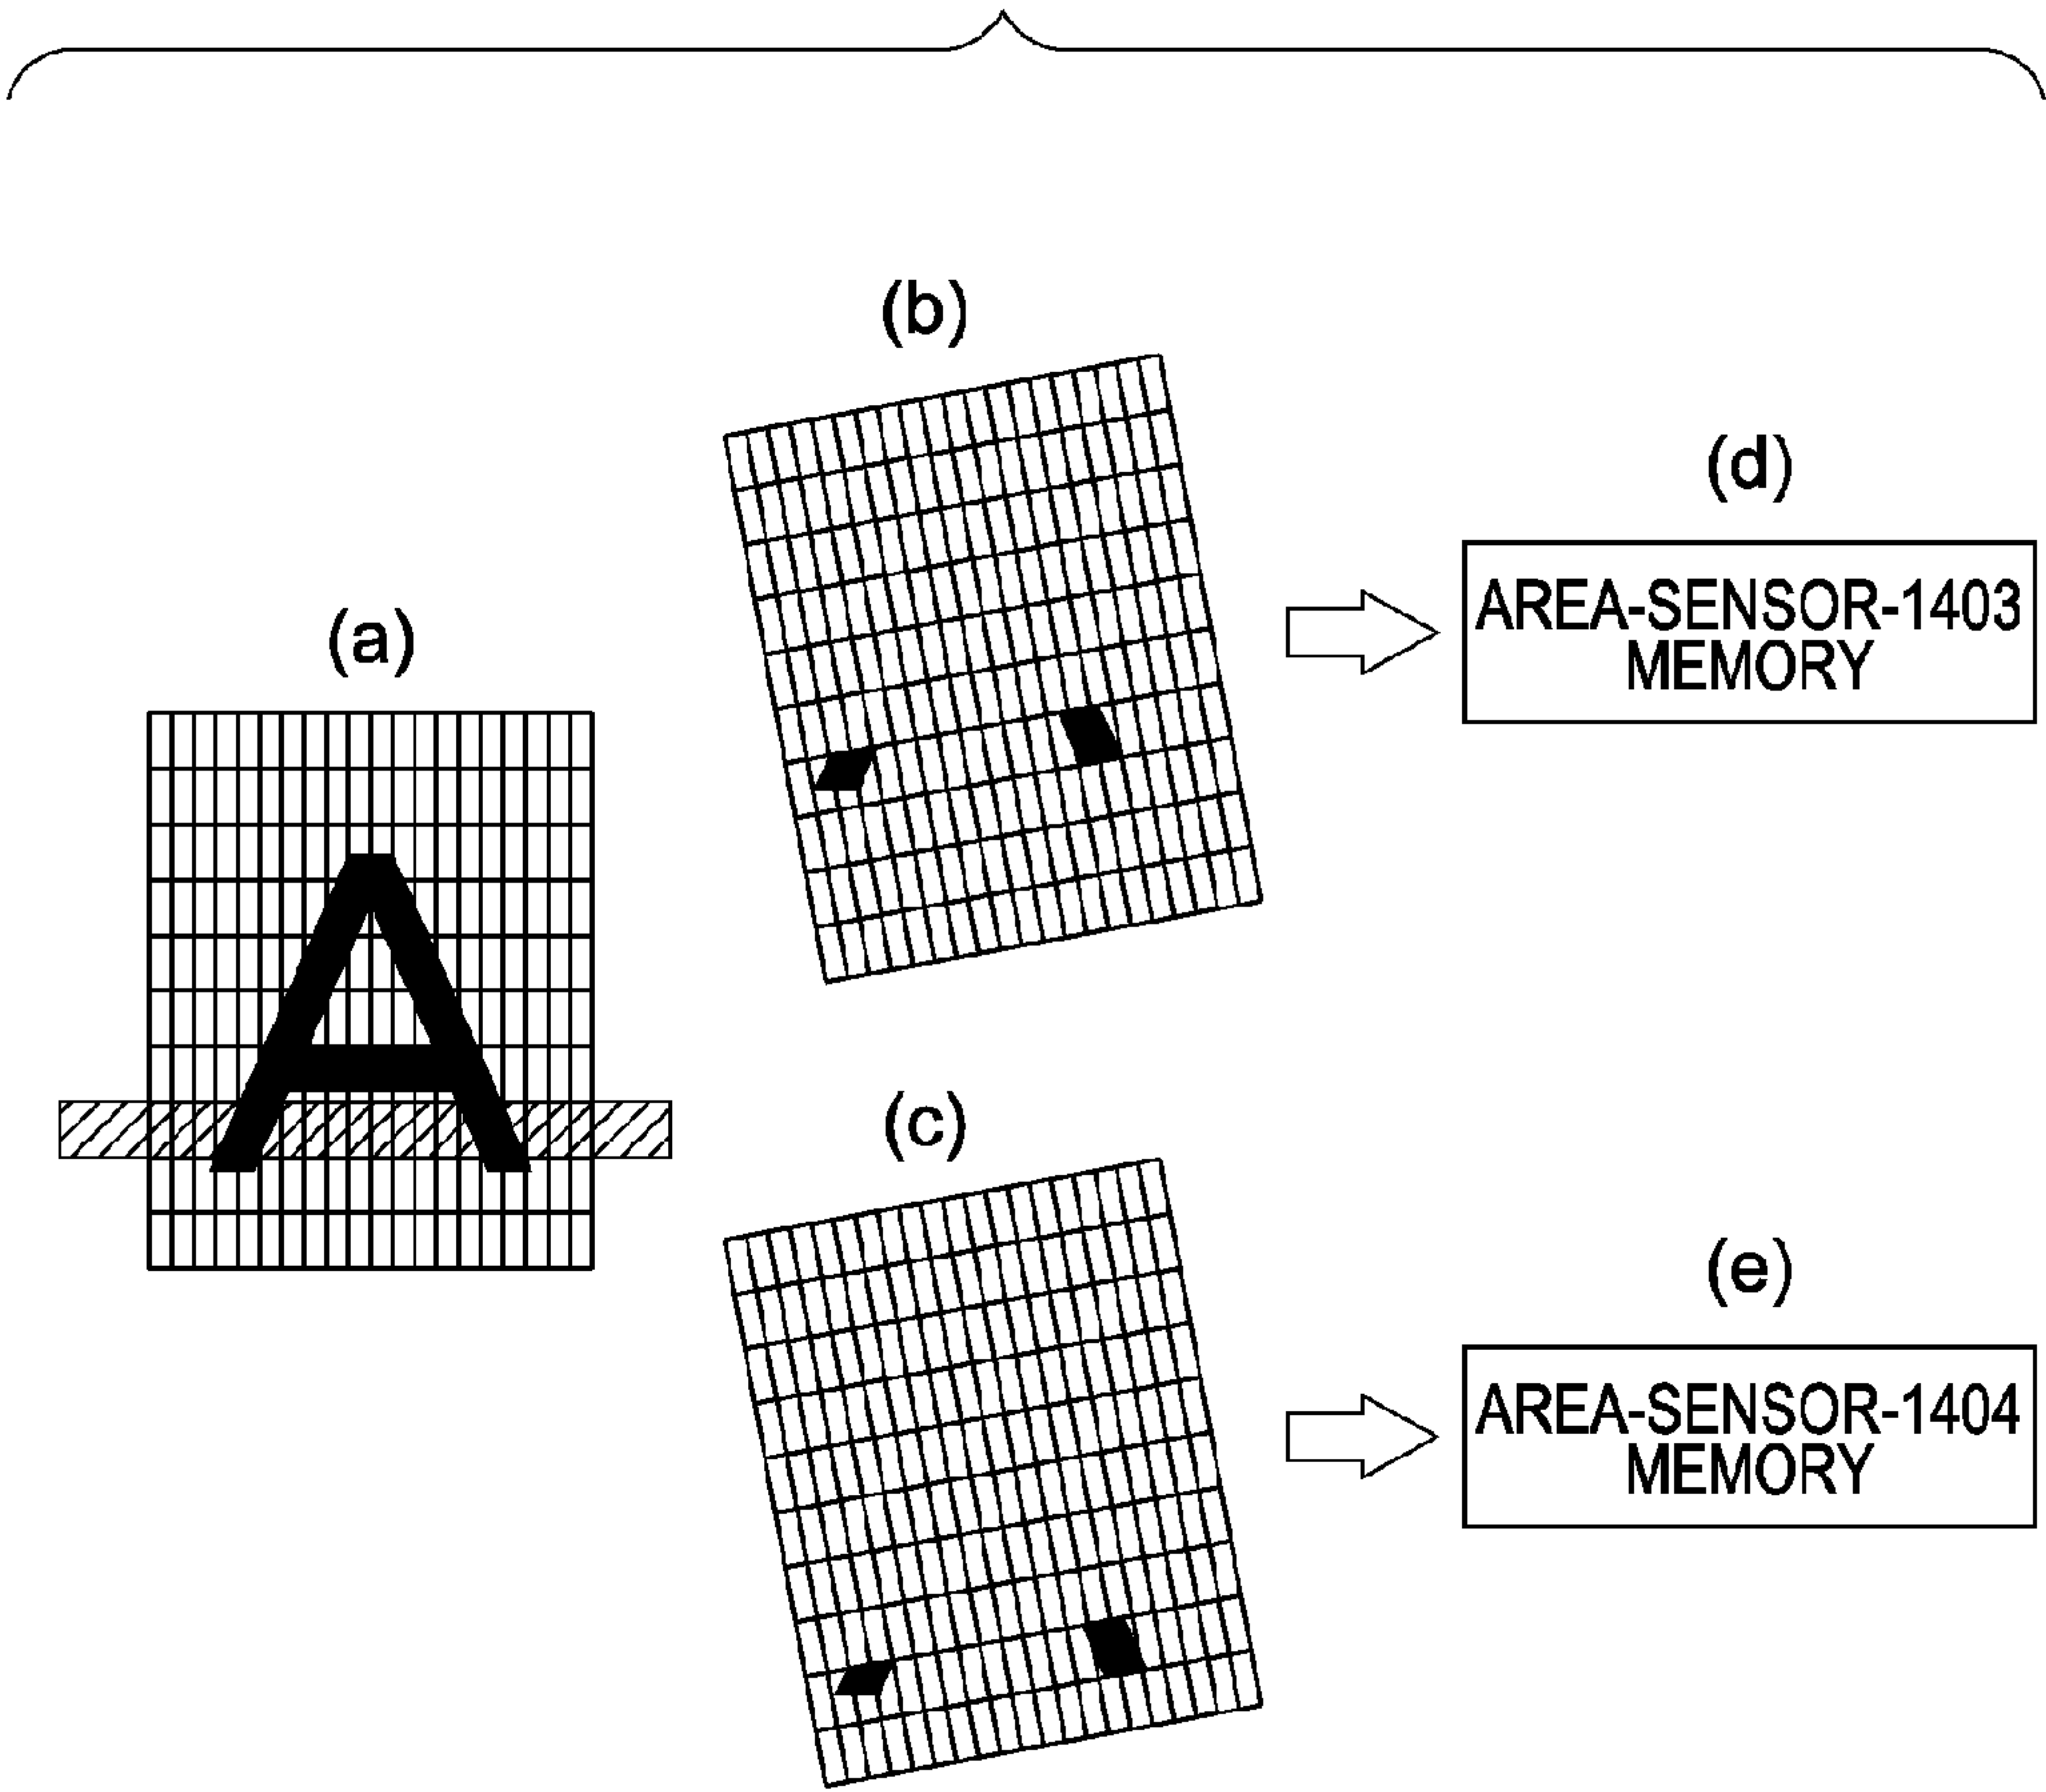 (b)
(d)
AREA-SENSOR-1403
MEMORY
(a)
A
(c)
(e)
AREA-SENSOR-1404
MEMORY